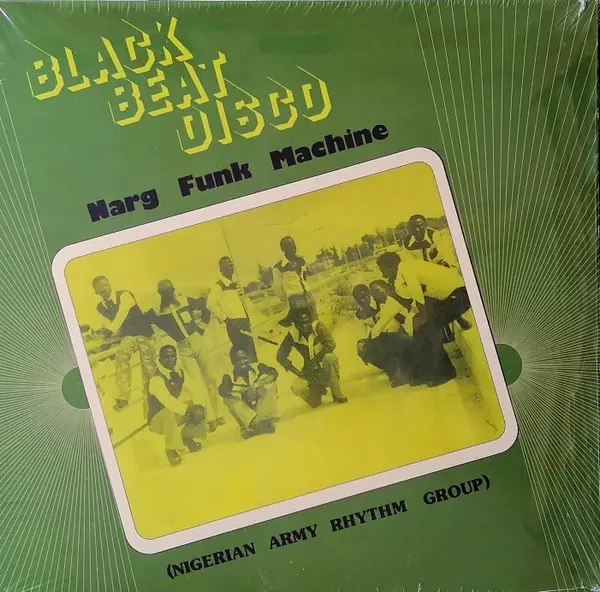 BLACK
BEAT
DISCO
Narg Funk Machine
(NIGERIAN ARMY RHYTHM GROUP)